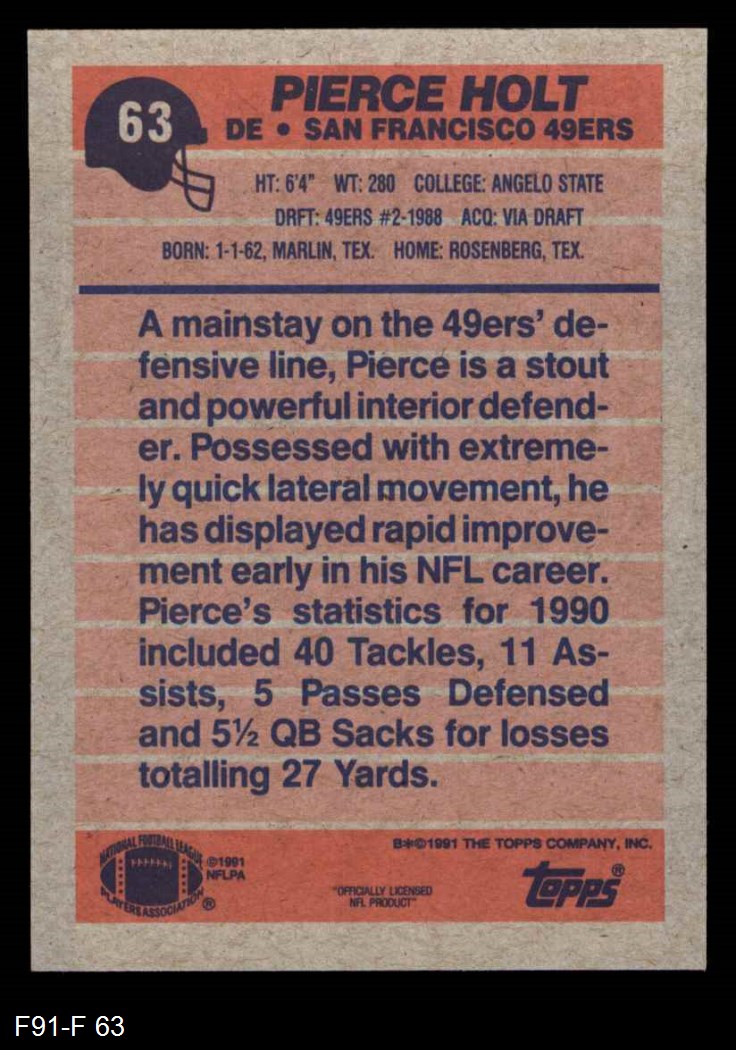 63
PIERCE HOLT
DE • SAN FRANCISCO 49ERS
HT: 6'4" WT: 280 COLLEGE: ANGELO STATE
DRFT: 49ERS #2-1988 ACQ: VIA DRAFT
BORN: 1-1-62, MARLIN, TEX. HOME: ROSENBERG, TEX.
A mainstay on the 49ers' de-
fensive line, Pierce is a stout
and powerful interior defend-
er. Possessed with extreme-
ly quick lateral movement, he
has displayed rapid improve-
ment early in his NFL career.
Pierce's statistics for 1990
included 40 Tackles, 11 As-
sists, 5 Passes Defensed
and 5½ QB Sacks for losses
totalling 27 Yards.
NATIONAL FOOTBALL LEAGUE
PLAYERS ASSOCIATION ®
©1991
NFLPA
B*©1991 THE TOPPS COMPANY, INC.
"OFFICIALLY LICENSED
NFL PRODUCT"
topps®
F91-F 63